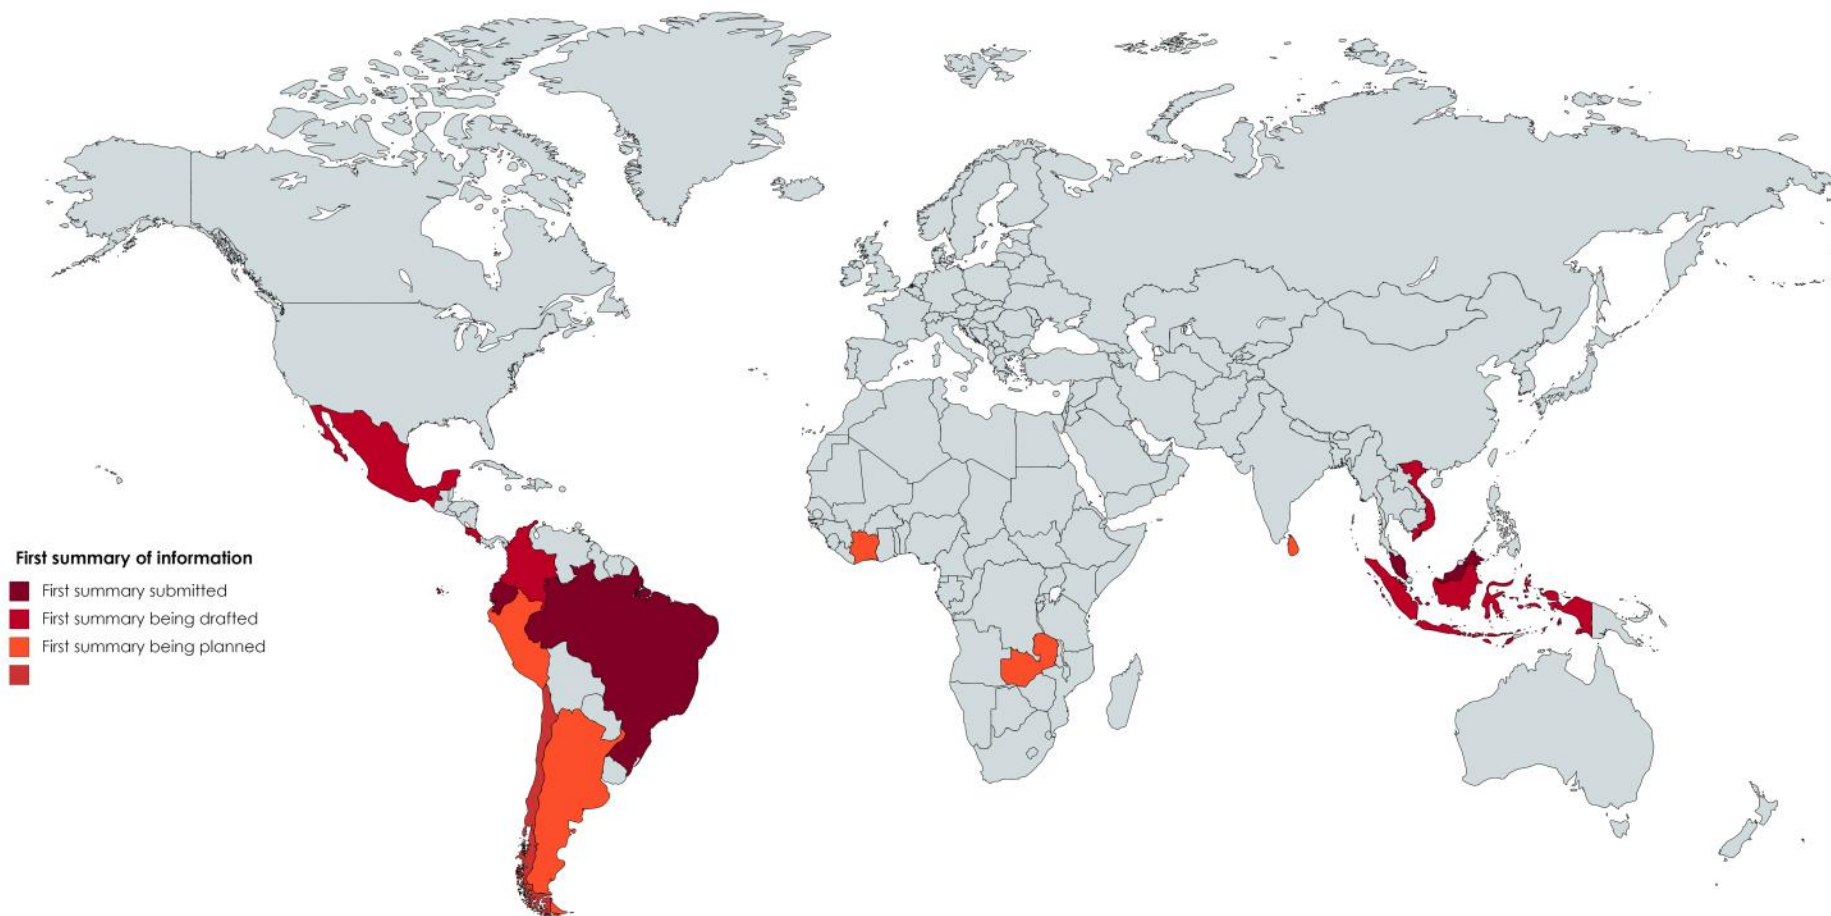 First summary of information
First summary submitted
First summary being drafted
First summary being planned